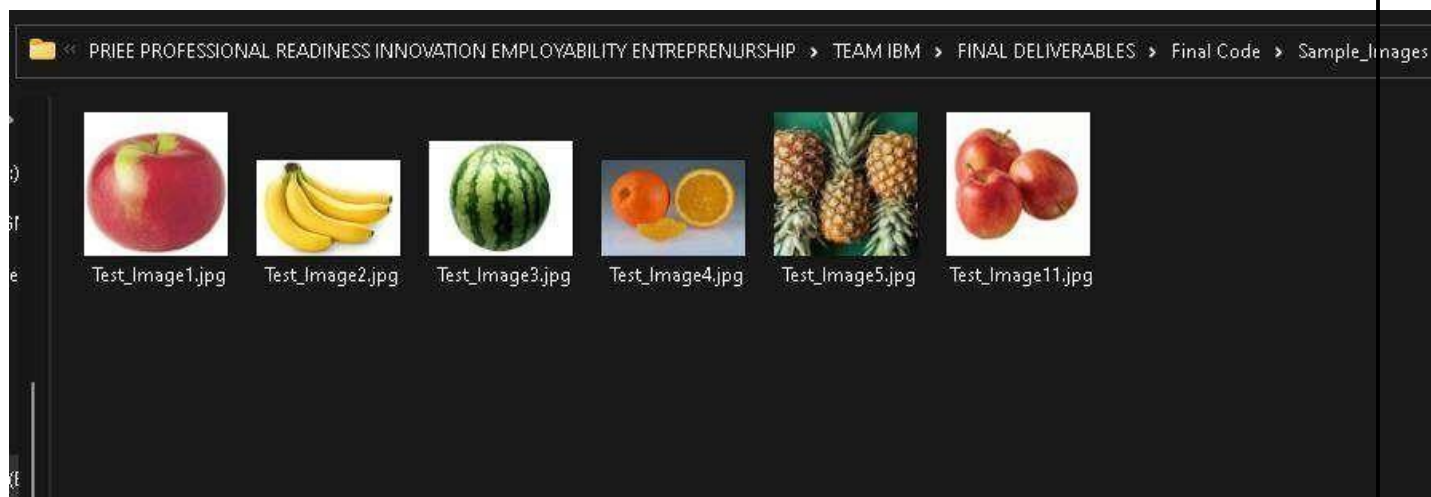 « PRIEE PROFESSIONAL READINESS INNOVATION EMPLOYABILITY ENTREPRENURSHIP > TEAM IBM > FINAL DELIVERABLES > Final Code > Sample_Images
Test_Image1.jpg Test_Image2.jpg Test_Image3.jpg Test_Image4.jpg Test_Image5.jpg Test_Image11.jpg